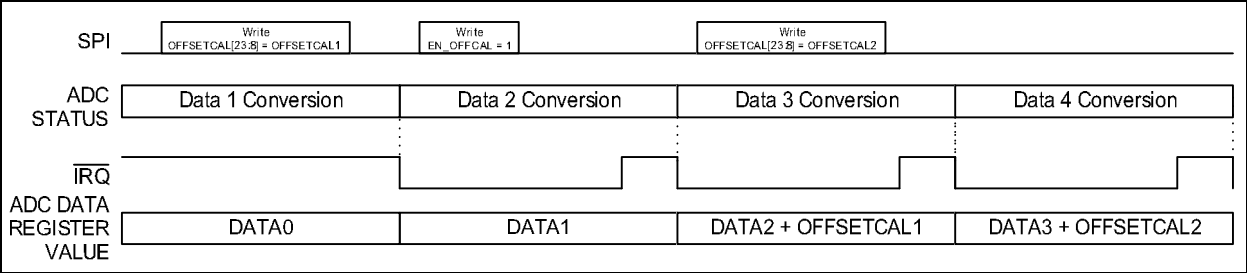 SPI
Write
OFFSETCAL[23:8] = OFFSETCAL1
Write
EN_OFFCAL = 1
Write
OFFSETCAL[23:8] = OFFSETCAL2
ADC
STATUS
Data 1 Conversion
Data 2 Conversion
Data 3 Conversion
Data 4 Conversion
IRQ
ADC DATA
REGISTER
VALUE
DATA0
DATA1
DATA2 + OFFSETCAL1
DATA3 + OFFSETCAL2